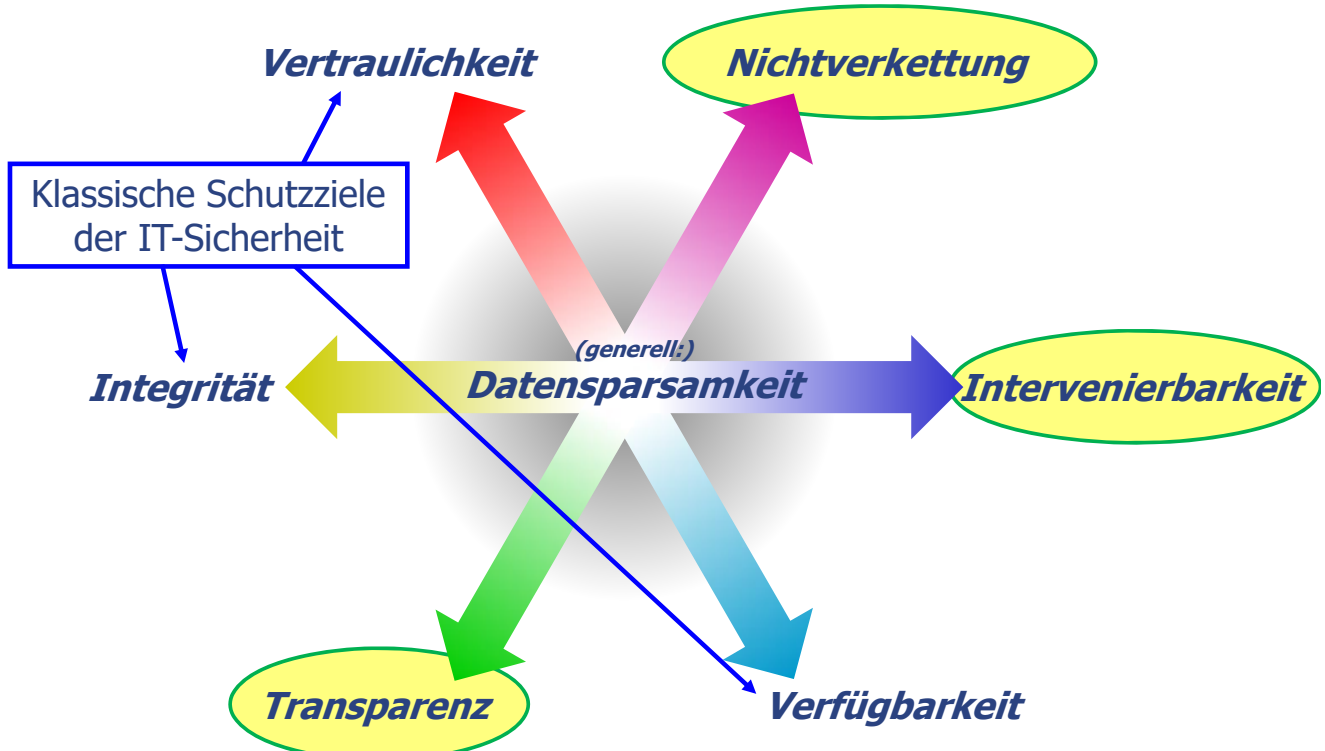 Vertraulichkeit
Nichtverkettung
Klassische Schutzziele
der IT-Sicherheit
(generell:)
Integrität
Datensparsamkeit
Intervenierbarkeit
Transparenz
Verfügbarkeit